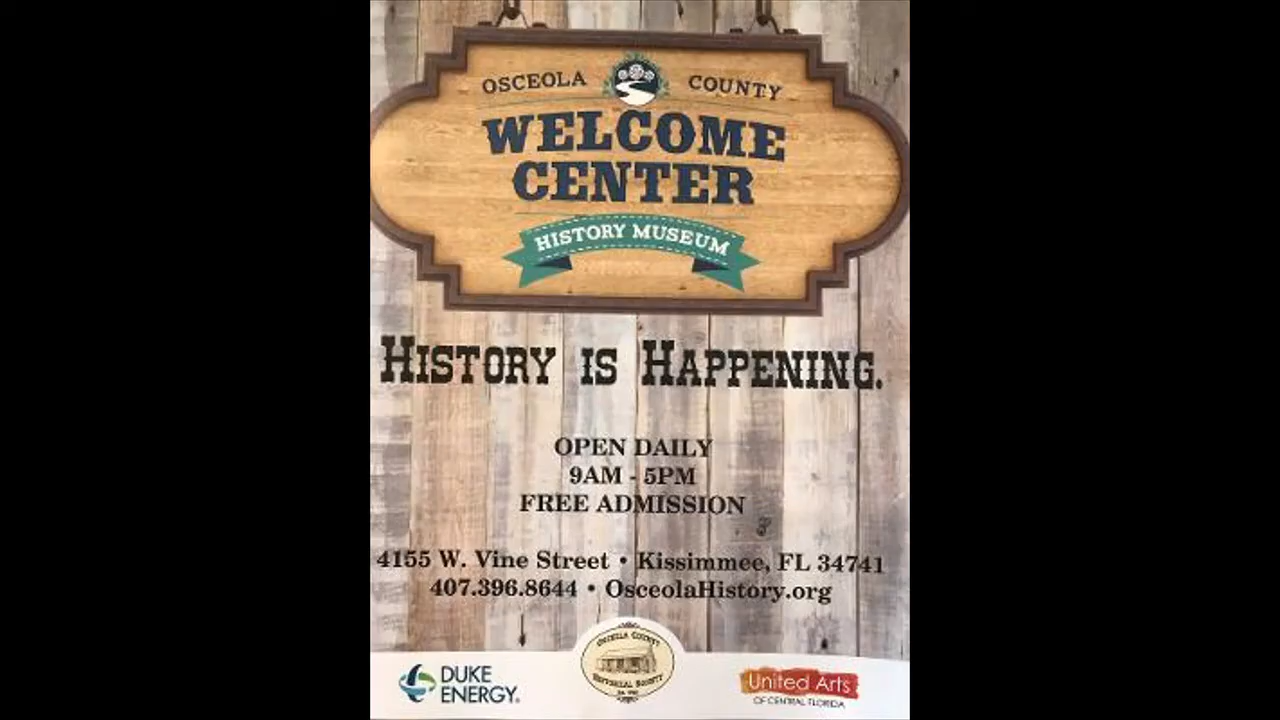 OSCEOLA COUNTY
WELCOME
CENTER
HISTORY MUSEUM
HISTORY IS HAPPENING.
OPEN DAILY
9AM - 5PM
FREE ADMISSION
4155 W. Vine Street • Kissimmee, FL 34741
407.396.8644 • OsceolaHistory.org
OSCEOLA COUNTY
HISTORICAL SOCIETY
DUKE
ENERGY®
United Arts
OF CENTRAL FLORIDA